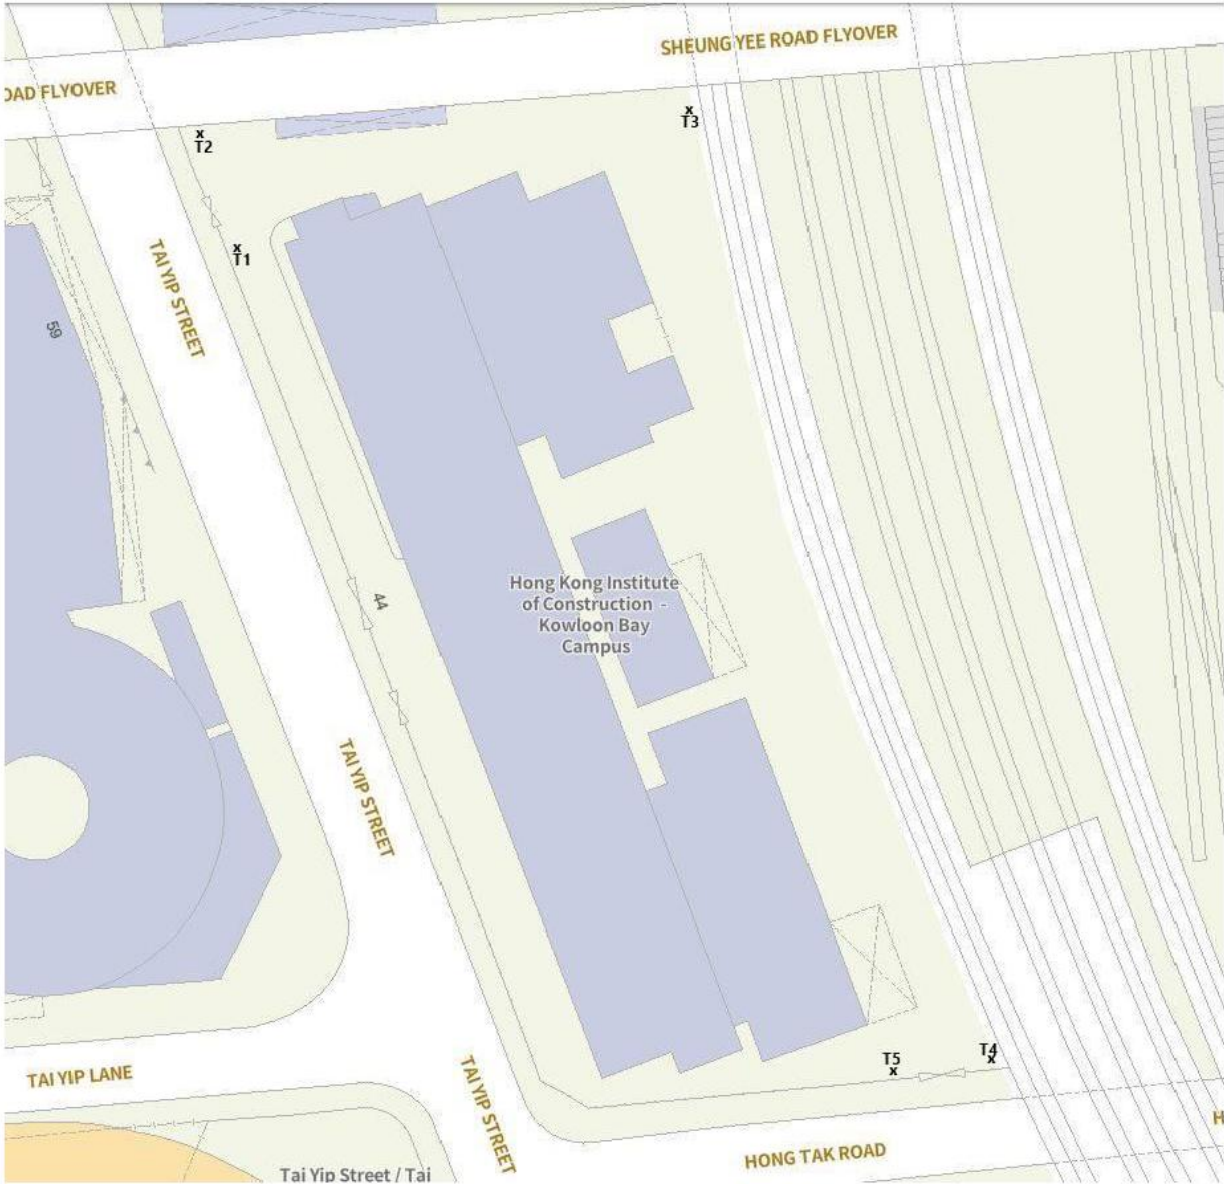 SHEUNG YEE ROAD FLYOVER
OAD FLYOVER
T3
T2
T1
TAI YIP STREET
59
Hong Kong Institute
of Construction -
Kowloon Bay
Campus
44
TAI YIP STREET
T5
T4
TAI YIP LANE
TAI YIP STREET
HONG TAK ROAD
H
Tai Yip Street / Tai